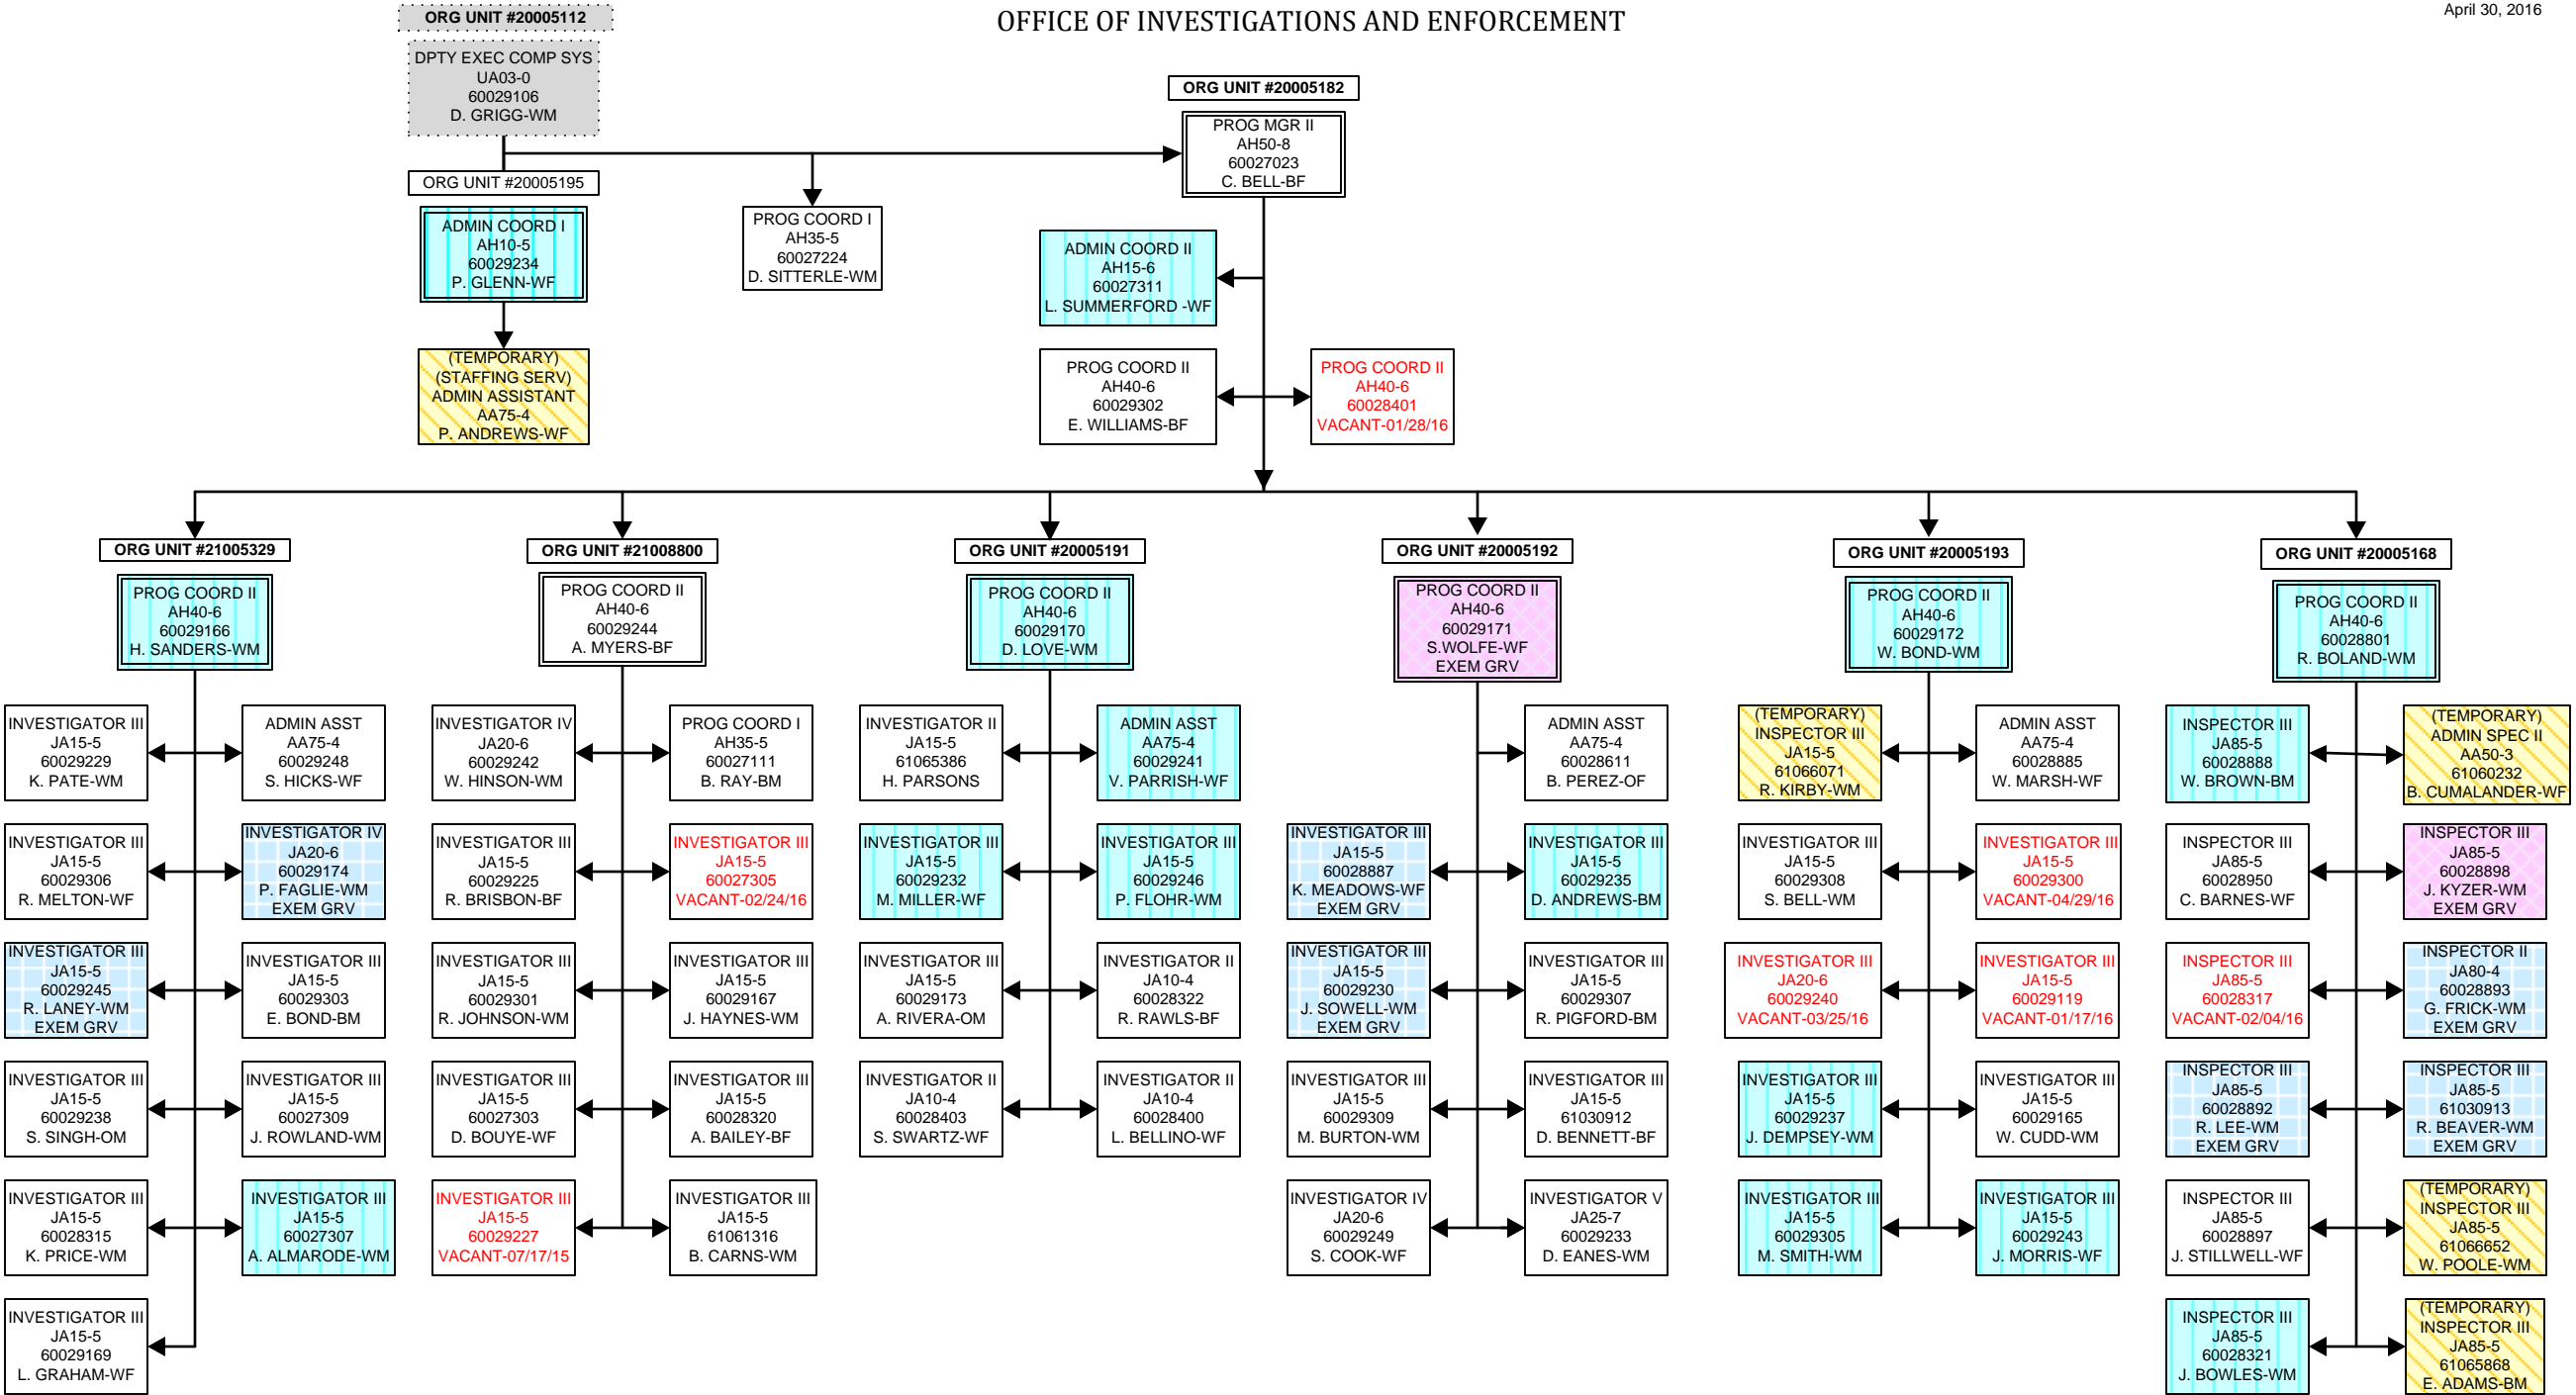 OFFICE OF INVESTIGATIONS AND ENFORCEMENT
April 30, 2016
ORG UNIT #20005112
DPTY EXEC COMP SYS
UA03-0
60029106
D. GRIGG-WM
ORG UNIT #20005182
PROG MGR II
AH50-8
60027023
C. BELL-BF
ORG UNIT #20005195
ADMIN COORD I
AH10-5
60029234
P. GLENN-WF
PROG COORD I
AH35-5
60027224
D. SITTERLE-WM
ADMIN COORD II
AH15-6
60027311
L. SUMMERFORD -WF
(TEMPORARY)
(STAFFING SERV)
ADMIN ASSISTANT
AA75-4
P. ANDREWS-WF
PROG COORD II
AH40-6
60029302
E. WILLIAMS-BF
PROG COORD II
AH40-6
60028401
VACANT-01/28/16
ORG UNIT #21005329
PROG COORD II
AH40-6
60029166
H. SANDERS-WM
INVESTIGATOR III
JA15-5
60029229
K. PATE-WM
ADMIN ASST
AA75-4
60029248
S. HICKS-WF
INVESTIGATOR III
JA15-5
60029306
R. MELTON-WF
INVESTIGATOR IV
JA20-6
60029174
P. FAGLIE-WM
EXEM GRV
INVESTIGATOR III
JA15-5
60029245
R. LANEY-WM
EXEM GRV
INVESTIGATOR III
JA15-5
60029303
E. BOND-BM
INVESTIGATOR III
JA15-5
60029238
S. SINGH-OM
INVESTIGATOR III
JA15-5
60027309
J. ROWLAND-WM
INVESTIGATOR III
JA15-5
60028315
K. PRICE-WM
INVESTIGATOR III
JA15-5
60027307
A. ALMARODE-WM
INVESTIGATOR III
JA15-5
60029169
L. GRAHAM-WF
ORG UNIT #21008800
PROG COORD II
AH40-6
60029244
A. MYERS-BF
INVESTIGATOR IV
JA20-6
60029242
W. HINSON-WM
PROG COORD I
AH35-5
60027111
B. RAY-BM
INVESTIGATOR III
JA15-5
60029225
R. BRISBON-BF
INVESTIGATOR III
JA15-5
60027305
VACANT-02/24/16
INVESTIGATOR III
JA15-5
60029301
R. JOHNSON-WM
INVESTIGATOR III
JA15-5
60029167
J. HAYNES-WM
INVESTIGATOR III
JA15-5
60027303
D. BOUYE-WF
INVESTIGATOR III
JA15-5
60028320
A. BAILEY-BF
INVESTIGATOR III
JA15-5
60029227
VACANT-07/17/15
INVESTIGATOR III
JA15-5
61061316
B. CARNS-WM
ORG UNIT #20005191
PROG COORD II
AH40-6
60029170
D. LOVE-WM
INVESTIGATOR II
JA15-5
61065386
H. PARSONS
ADMIN ASST
AA75-4
60029241
V. PARRISH-WF
INVESTIGATOR III
JA15-5
60029232
M. MILLER-WF
INVESTIGATOR III
JA15-5
60029246
P. FLOHR-WM
INVESTIGATOR III
JA15-5
60029173
A. RIVERA-OM
INVESTIGATOR II
JA10-4
60028322
R. RAWLS-BF
INVESTIGATOR II
JA10-4
60028403
S. SWARTZ-WF
INVESTIGATOR II
JA10-4
60028400
L. BELLINO-WF
ORG UNIT #20005192
PROG COORD II
AH40-6
60029171
S.WOLFE-WF
EXEM GRV
ADMIN ASST
AA75-4
60028611
B. PEREZ-OF
INVESTIGATOR III
JA15-5
60028887
K. MEADOWS-WF
EXEM GRV
INVESTIGATOR III
JA15-5
60029235
D. ANDREWS-BM
INVESTIGATOR III
JA15-5
60029230
J. SOWELL-WM
EXEM GRV
INVESTIGATOR III
JA15-5
60029307
R. PIGFORD-BM
INVESTIGATOR III
JA15-5
60029309
M. BURTON-WM
INVESTIGATOR III
JA15-5
61030912
D. BENNETT-BF
INVESTIGATOR IV
JA20-6
60029249
S. COOK-WF
INVESTIGATOR V
JA25-7
60029233
D. EANES-WM
ORG UNIT #20005193
PROG COORD II
AH40-6
60029172
W. BOND-WM
(TEMPORARY)
INSPECTOR III
JA15-5
61066071
R. KIRBY-WM
ADMIN ASST
AA75-4
60028885
W. MARSH-WF
INVESTIGATOR III
JA15-5
60029308
S. BELL-WM
INVESTIGATOR III
JA15-5
60029300
VACANT-04/29/16
INVESTIGATOR III
JA20-6
60029240
VACANT-03/25/16
INVESTIGATOR III
JA15-5
60029119
VACANT-01/17/16
INVESTIGATOR III
JA15-5
60029237
J. DEMPSEY-WM
INVESTIGATOR III
JA15-5
60029165
W. CUDD-WM
INVESTIGATOR III
JA15-5
60029305
M. SMITH-WM
INVESTIGATOR III
JA15-5
60029243
J. MORRIS-WF
ORG UNIT #20005168
PROG COORD II
AH40-6
60028801
R. BOLAND-WM
INSPECTOR III
JA85-5
60028888
W. BROWN-BM
(TEMPORARY)
ADMIN SPEC II
AA50-3
61060232
B. CUMALANDER-WF
INSPECTOR III
JA85-5
60028950
C. BARNES-WF
INSPECTOR III
JA85-5
60028898
J. KYZER-WM
EXEM GRV
INSPECTOR III
JA85-5
60028317
VACANT-02/04/16
INSPECTOR II
JA80-4
60028893
G. FRICK-WM
EXEM GRV
INSPECTOR III
JA85-5
60028892
R. LEE-WM
EXEM GRV
INSPECTOR III
JA85-5
61030913
R. BEAVER-WM
EXEM GRV
INSPECTOR III
JA85-5
60028897
J. STILLWELL-WF
(TEMPORARY)
INSPECTOR III
JA85-5
61066652
W. POOLE-WM
INSPECTOR III
JA85-5
60028321
J. BOWLES-WM
(TEMPORARY)
INSPECTOR III
JA85-5
61065868
E. ADAMS-BM